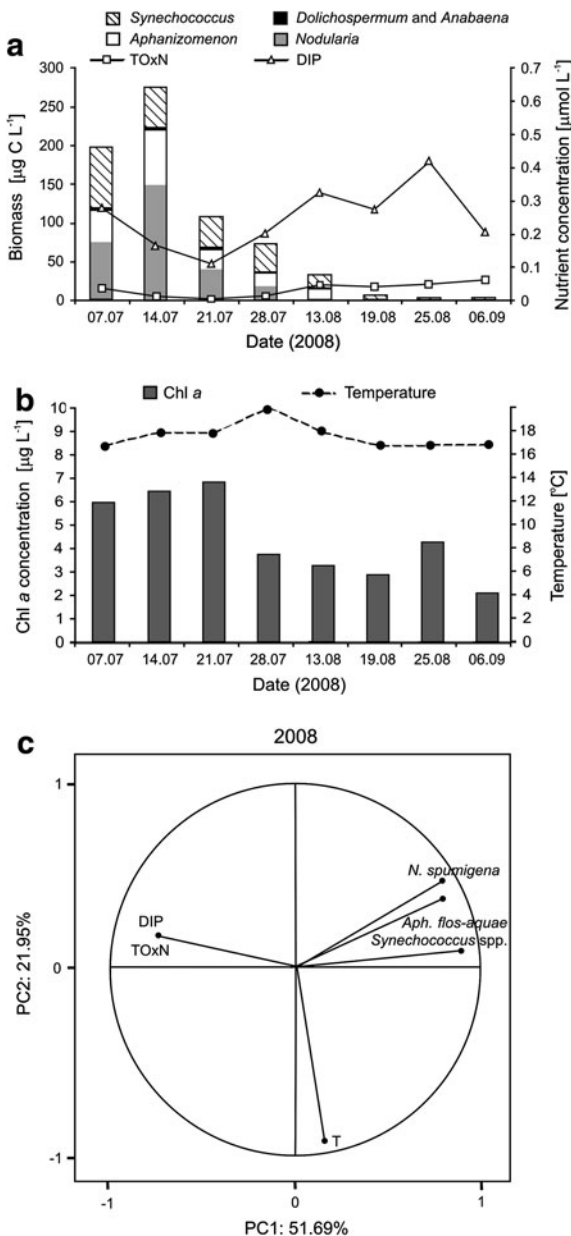 a
Synechococcus
Dolichospermum and Anabaena
Aphanizomenon
Nodularia
TOxN
DIP
Biomass [µg C L-1]
300
250
200
150
100
50
0
Nutrient concentration [µmol L-1]
0.7
0.6
0.5
0.4
0.3
0.2
0.1
0
07.07 14.07 21.07 28.07 13.08 19.08 25.08 06.09
Date (2008)
b
Chl a
Temperature
Chl a concentration [µg L-1]
10
9
8
7
6
5
4
3
2
1
0
Temperature [°C]
18
16
14
12
10
8
6
4
2
0
07.07 14.07 21.07 28.07 13.08 19.08 25.08 06.09
Date (2008)
c
2008
PC2: 21.95%
1
0
-1
N. spumigena
Aph. flos-aquae
Synechococcus spp.
DIP
TOxN
T
-1 0 1
PC1: 51.69%